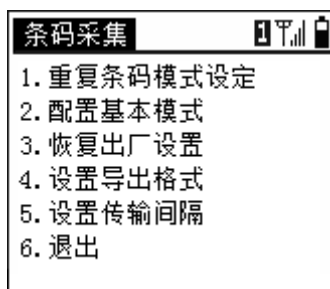 条码采集 1
1.重复条码模式设定
2.配置基本模式
3.恢复出厂设置
4.设置导出格式
5.设置传输间隔
6.退出